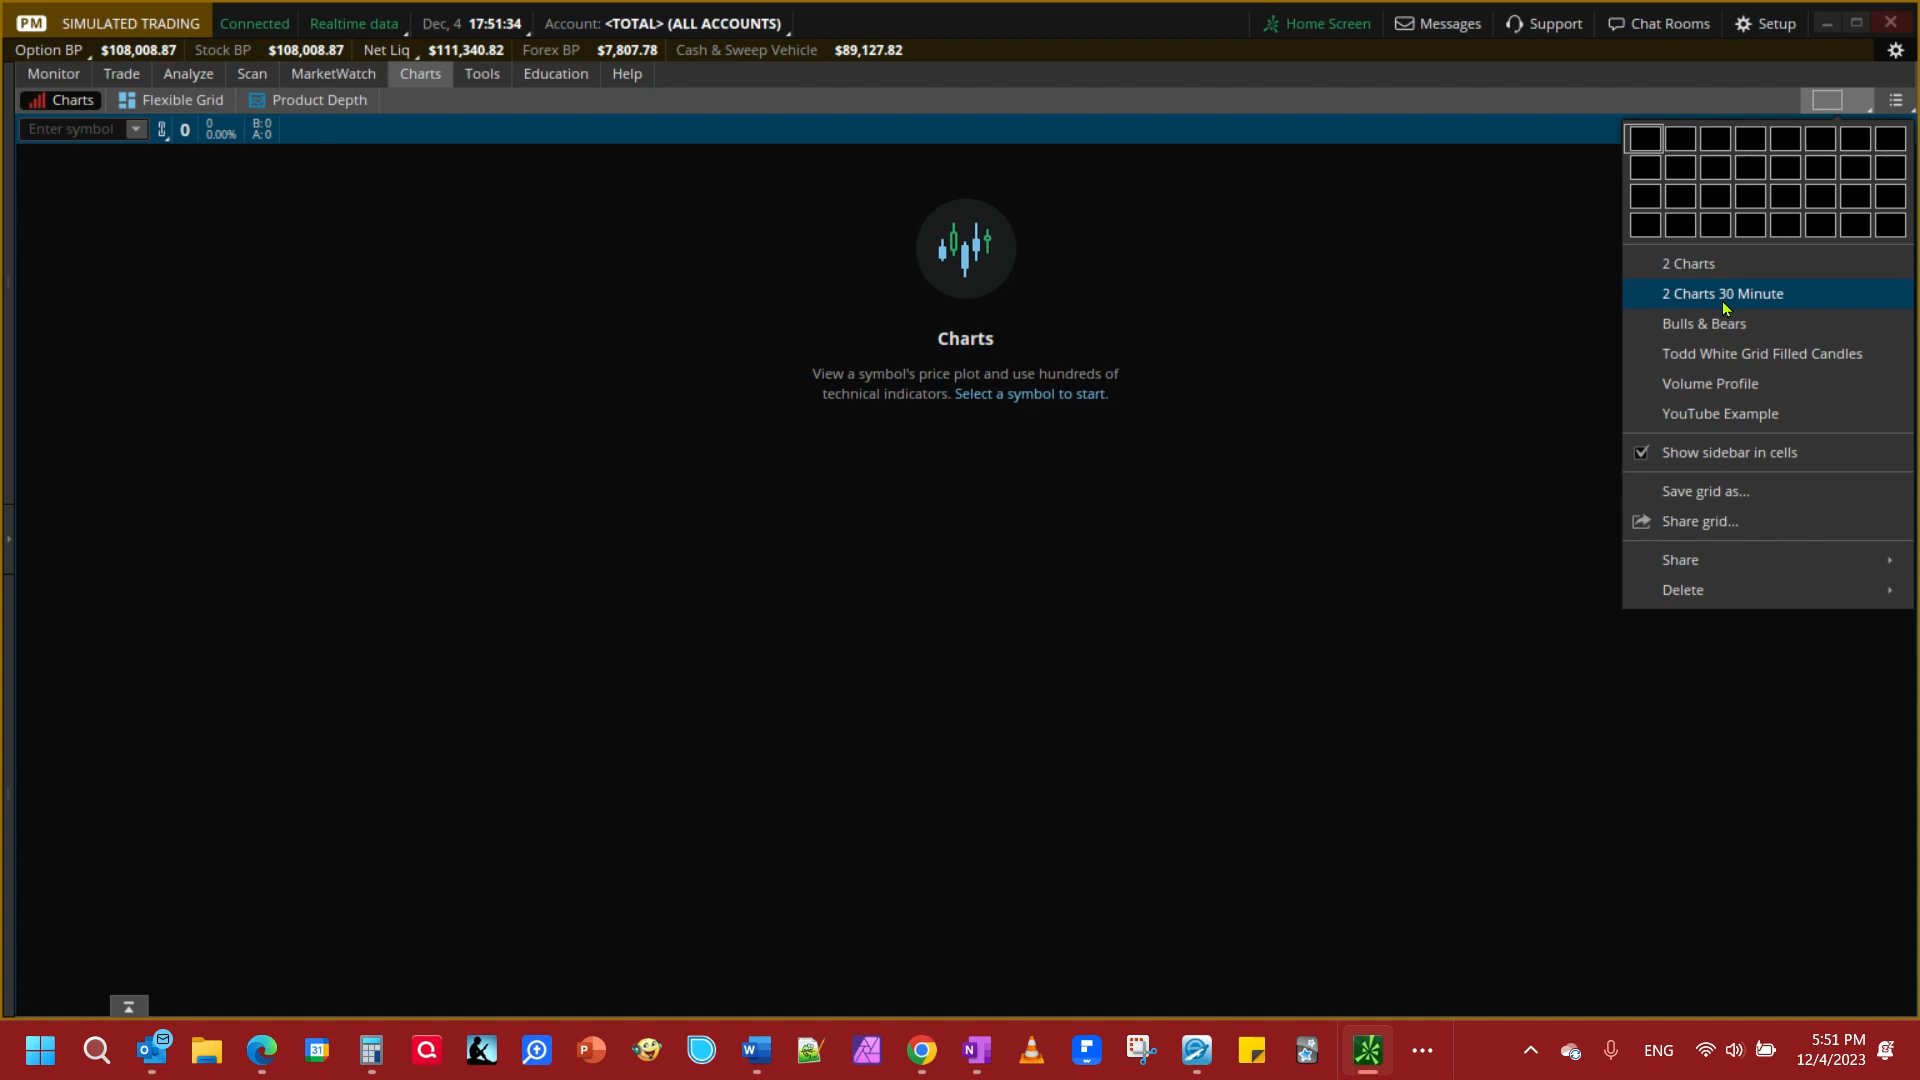 PM SIMULATED TRADING Connected Realtime data Dec, 4 17:51:34 Account: <TOTAL> (ALL ACCOUNTS) Home Screen Messages Support Chat Rooms Setup
Option BP $108,008.87 Stock BP $108,008.87 Net Liq $111,340.82 Forex BP $7,807.78 Cash & Sweep Vehicle $89,127.82
Monitor Trade Analyze Scan MarketWatch Charts Tools Education Help
Charts Flexible Grid Product Depth
Enter symbol 0 0 B: 0
0.00% A: 0
2 Charts
2 Charts 30 Minute
Bulls & Bears
Todd White Grid Filled Candles
Volume Profile
YouTube Example
Show sidebar in cells
Save grid as...
Share grid...
Share
Delete
Charts
View a symbol's price plot and use hundreds of
technical indicators. Select a symbol to start.
31
ENG
5:51 PM
12/4/2023